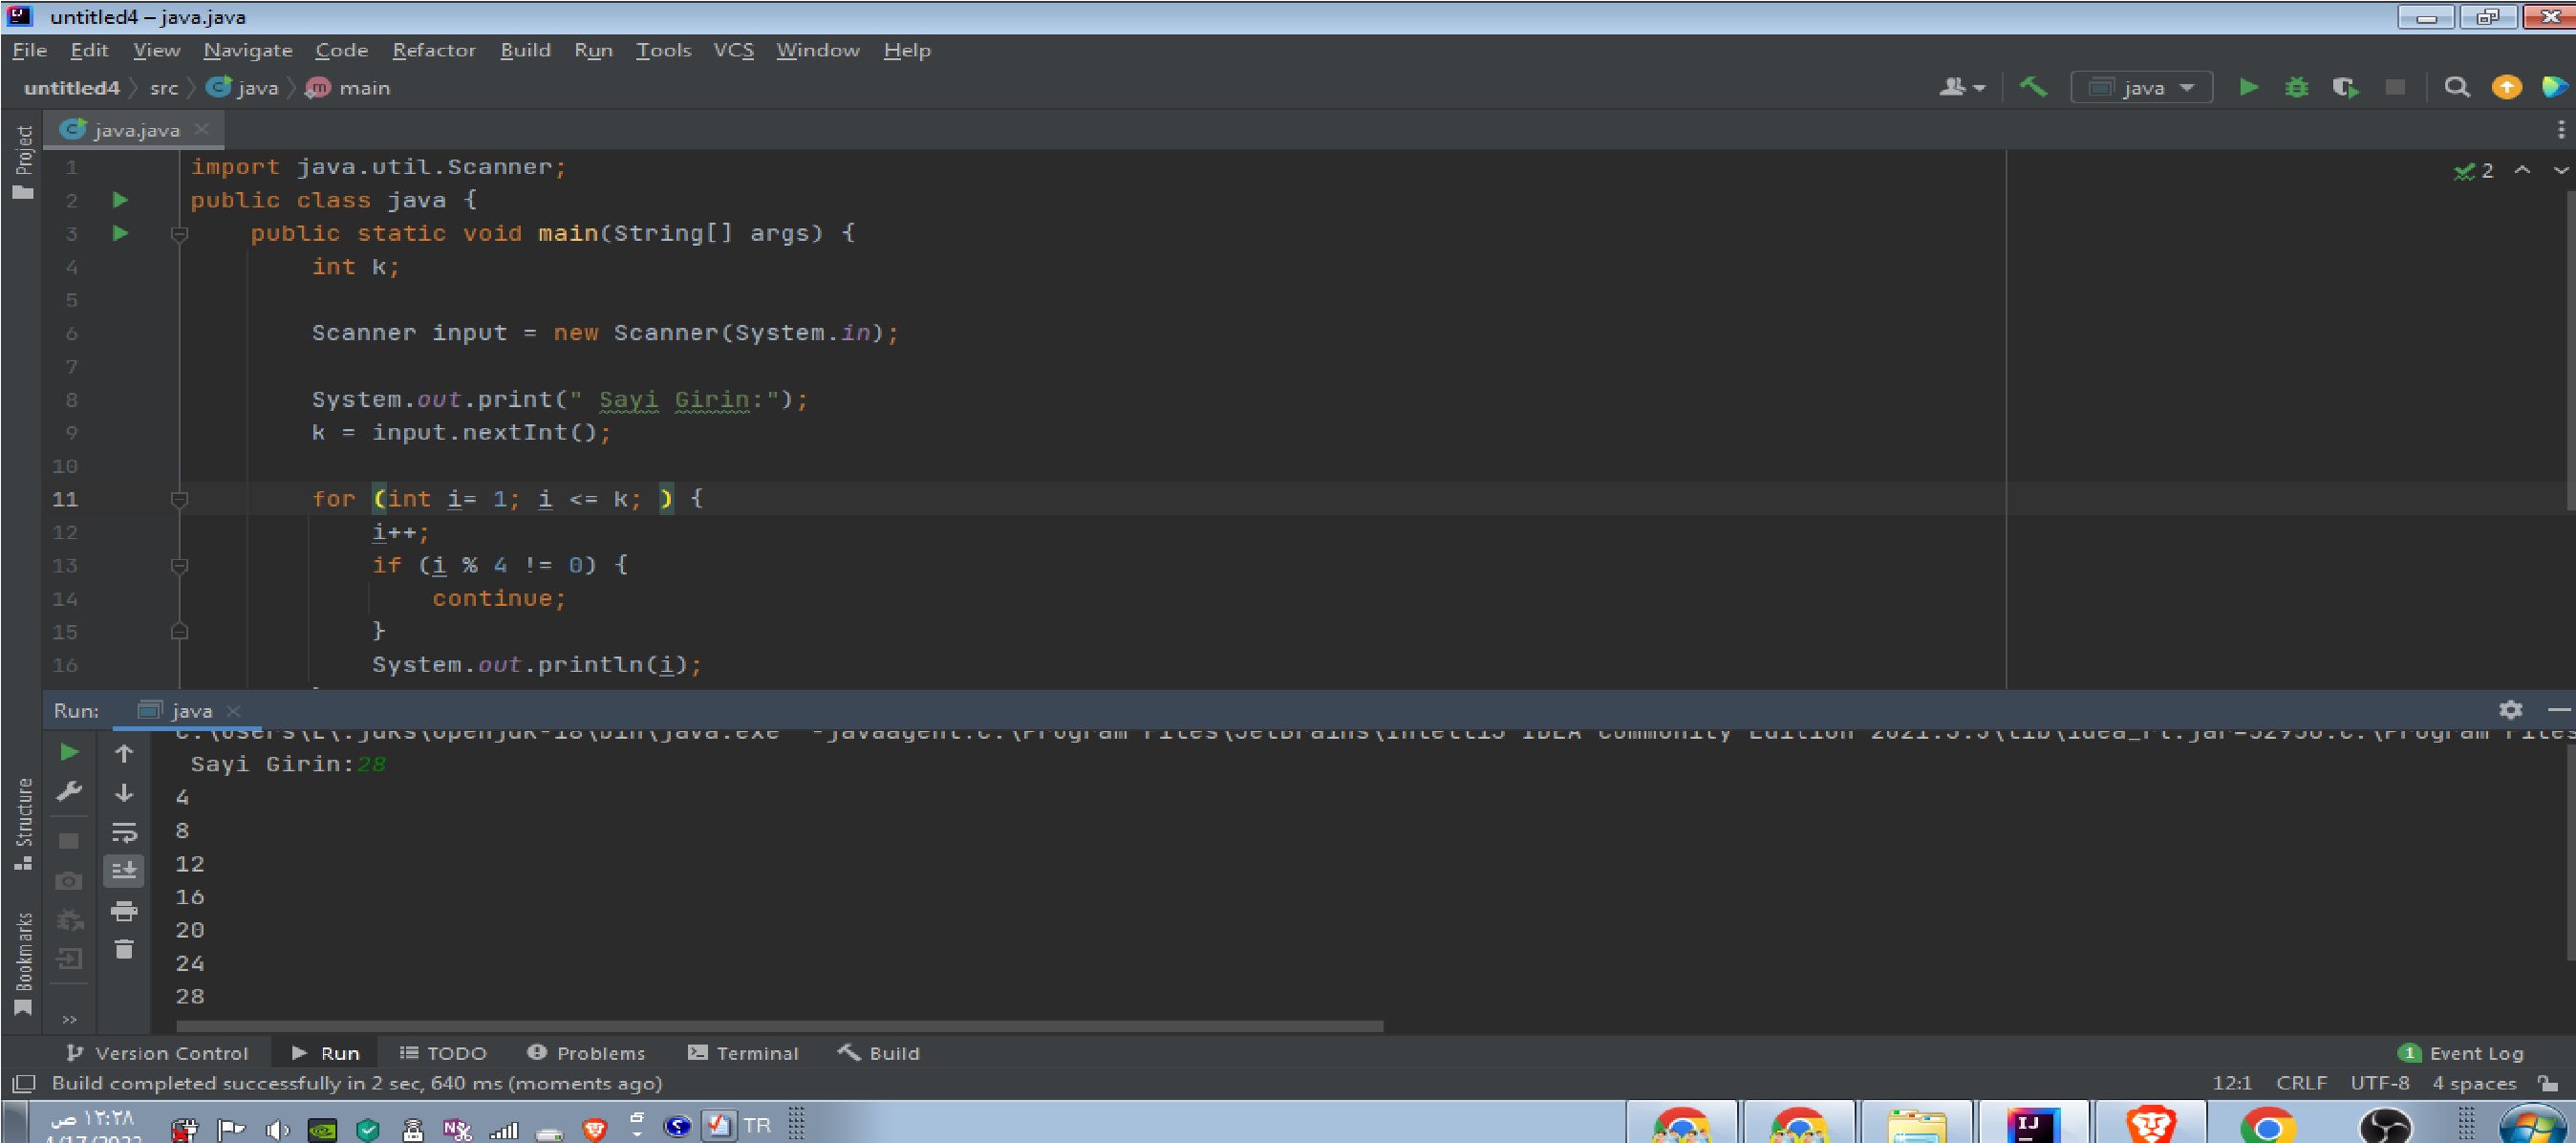 untitled4 – java.java
File Edit View Navigate Code Refactor Build Run Tools VCS Window Help
untitled4 src java main
java
Project
java.java
2
1 import java.util.Scanner;
2 public class java {
3 public static void main(String[] args) {
4 int k;
5
6 Scanner input = new Scanner(System.in);
7
8 System.out.print(" Sayi Girin:");
9 k = input.nextInt();
10
11 for (int i= 1; i <= k; ) {
12 i++;
13 if (i % 4 != 0) {
14 continue;
15 }
16 System.out.println(i);
Run: java
Sayi Girin:28
4
8
12
16
20
24
28
Structure
Bookmarks
Version Control Run TODO Problems Terminal Build
1 Event Log
Build completed successfully in 2 sec, 640 ms (moments ago)
12:1 CRLF UTF-8 4 spaces
١٢:٢٨ ص
TR